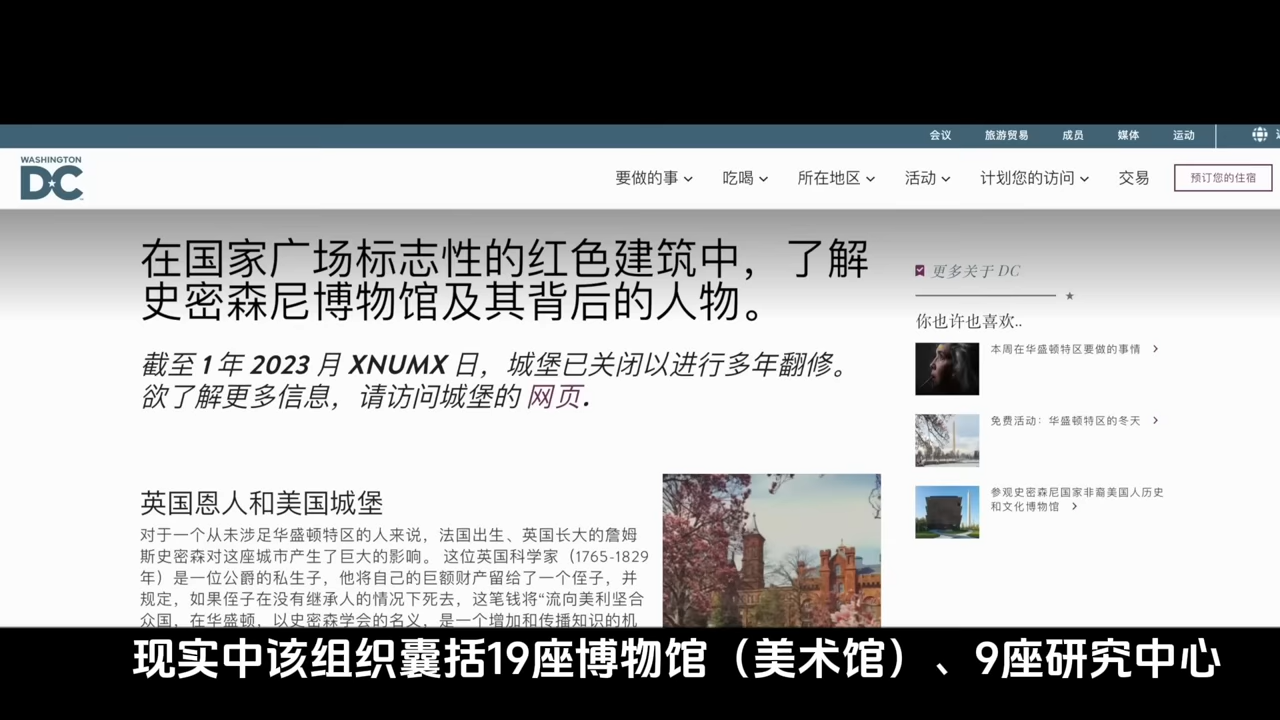 会议 旅游贸易 成员 媒体 运动
WASHINGTON
DC
要做的事 吃喝 所在地区 活动 计划您的访问 交易 预订您的住宿
在国家广场标志性的红色建筑中，了解
史密森尼博物馆及其背后的人物。
截至 1 年 2023 月 XNUMX 日，城堡已关闭以进行多年翻修。
欲了解更多信息，请访问城堡的 网页.
英国恩人和美国城堡
对于一个从未涉足华盛顿特区的人来说，法国出生、英国长大的詹姆
斯史密森对这座城市产生了巨大的影响。 这位英国科学家（1765-1829
年）是一位公爵的私生子，他将自己的巨额财产留给了一个侄子，并
规定，如果侄子在没有继承人的情况下死去，这笔钱将“流向美利坚合
众国，在华盛顿，以史密森学会的名义，是一个增加和传播知识的机
更多关于 DC
你也许也喜欢..
本周在华盛顿特区要做的事情
免费活动：华盛顿特区的冬天
参观史密森尼国家非裔美国人历史
和文化博物馆
现实中该组织囊括19座博物馆（美术馆）、9座研究中心